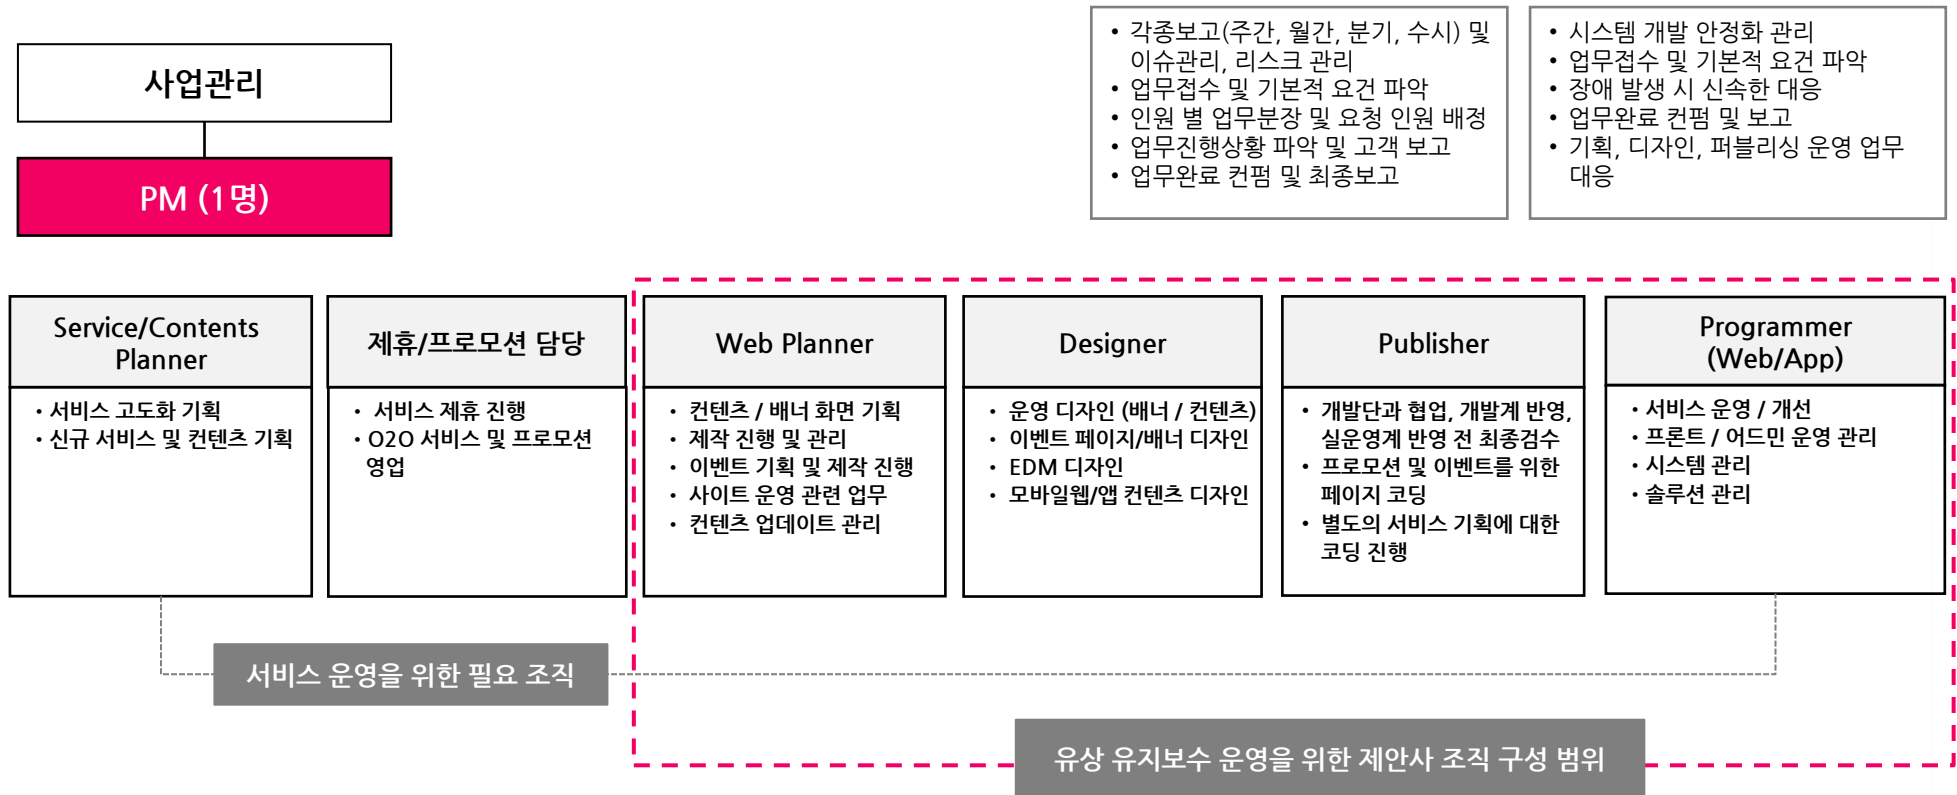 사업관리
PM (1명)
• 각종보고(주간, 월간, 분기, 수시) 및
이슈관리, 리스크 관리
• 업무접수 및 기본적 요건 파악
• 인원 별 업무분장 및 요청 인원 배정
• 업무진행상황 파악 및 고객 보고
• 업무완료 컨펌 및 최종보고
• 시스템 개발 안정화 관리
• 업무접수 및 기본적 요건 파악
• 장애 발생 시 신속한 대응
• 업무완료 컨펌 및 보고
• 기획, 디자인, 퍼블리싱 운영 업무
대응
Service/Contents
Planner
• 서비스 고도화 기획
• 신규 서비스 및 컨텐츠 기획
제휴/프로모션 담당
• 서비스 제휴 진행
• O2O 서비스 및 프로모션
영업
Web Planner
• 컨텐츠 / 배너 화면 기획
• 제작 진행 및 관리
• 이벤트 기획 및 제작 진행
• 사이트 운영 관련 업무
• 컨텐츠 업데이트 관리
Designer
• 운영 디자인 (배너 / 컨텐츠)
• 이벤트 페이지/배너 디자인
• EDM 디자인
• 모바일웹/앱 컨텐츠 디자인
Publisher
• 개발단과 협업, 개발계 반영,
실운영계 반영 전 최종검수
• 프로모션 및 이벤트를 위한
페이지 코딩
• 별도의 서비스 기획에 대한
코딩 진행
Programmer
(Web/App)
• 서비스 운영 / 개선
• 프론트 / 어드민 운영 관리
• 시스템 관리
• 솔루션 관리
서비스 운영을 위한 필요 조직
유상 유지보수 운영을 위한 제안사 조직 구성 범위